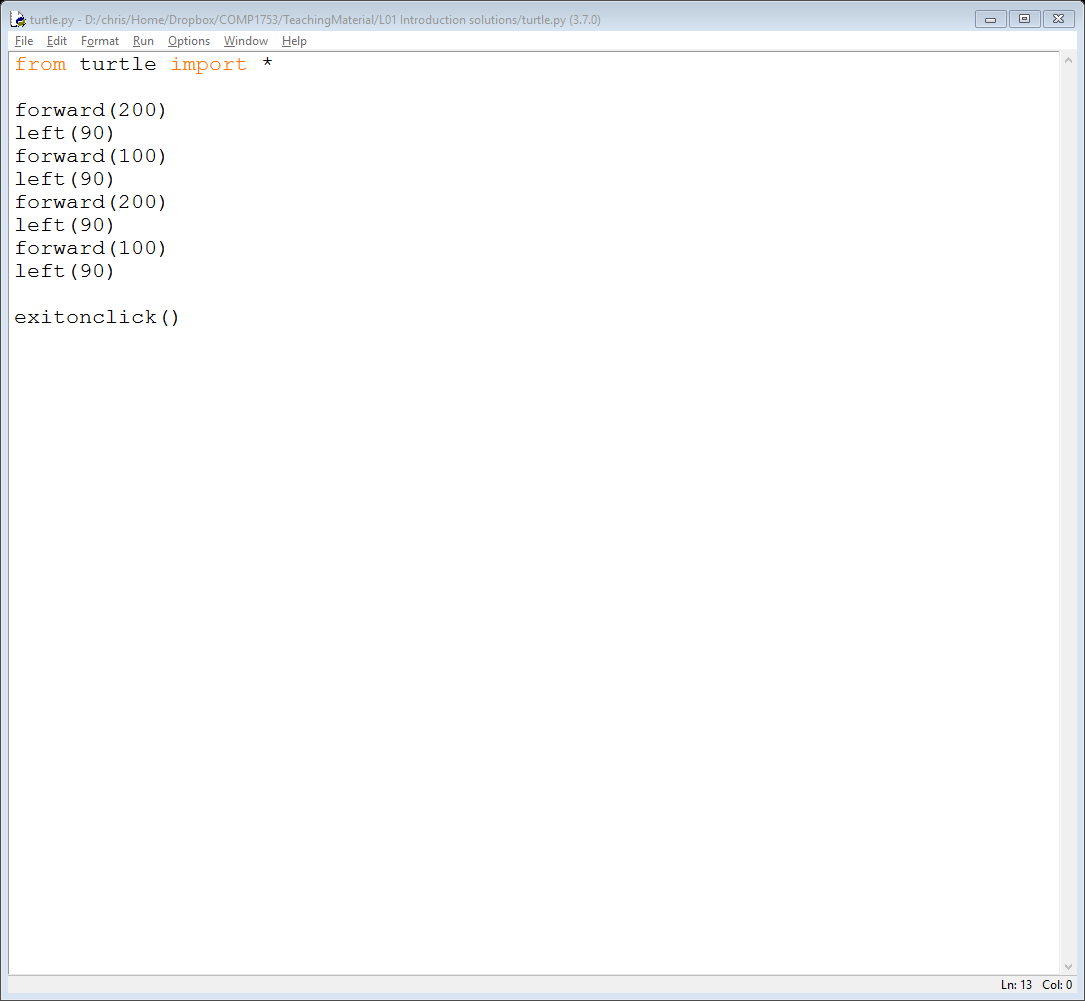 turtle.py - D:/chris/Home/Dropbox/COMP1753/TeachingMaterial/L01 Introduction solutions/turtle.py (3.7.0)
File Edit Format Run Options Window Help
from turtle import *
forward(200)
left(90)
forward(100)
left(90)
forward(200)
left(90)
forward(100)
left(90)
exitonclick()
Ln: 13 Col: 0